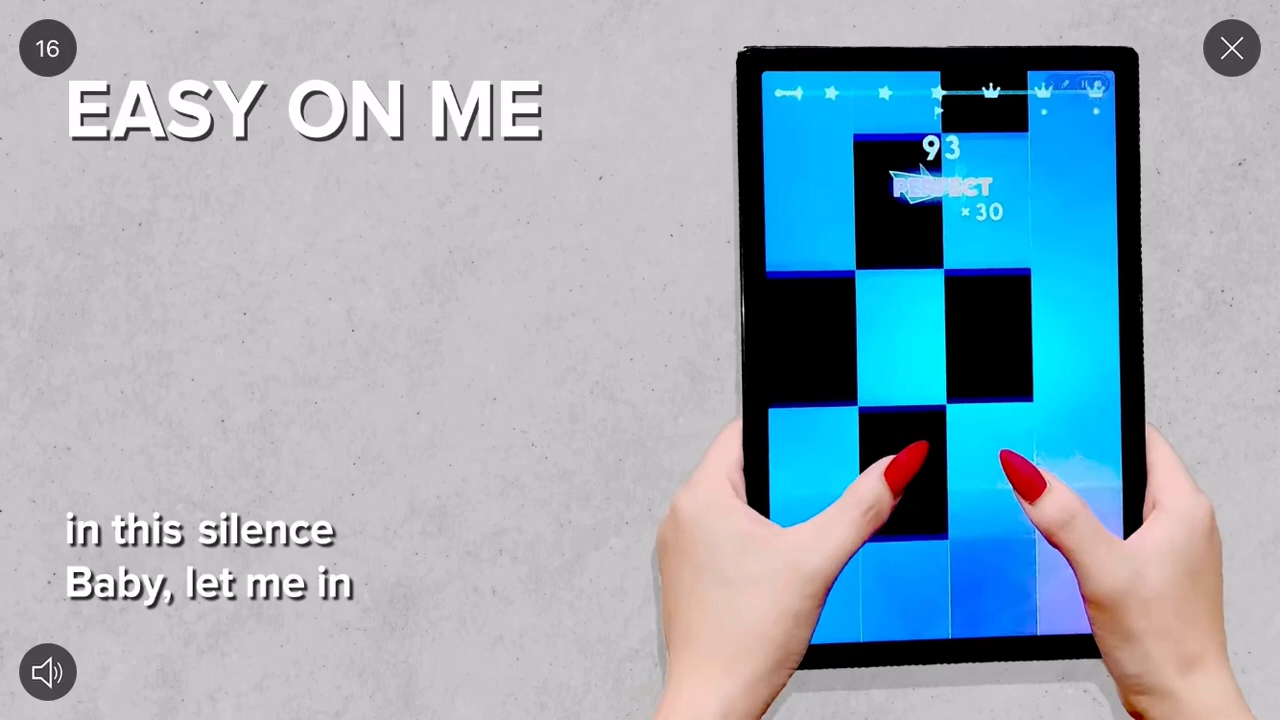 16
EASY ON ME
93
PERFECT
×30
in this silence
Baby, let me in